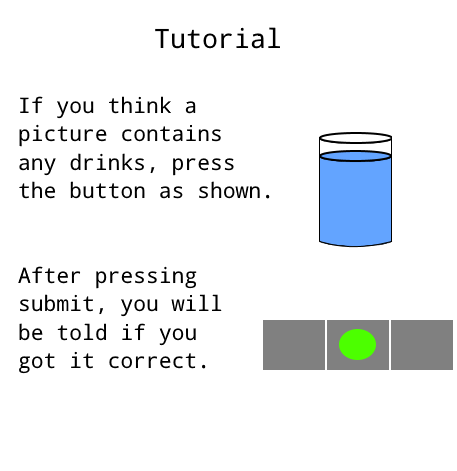 Tutorial
If you think a
picture contains
any drinks, press
the button as shown.
After pressing
submit, you will
be told if you
got it correct.